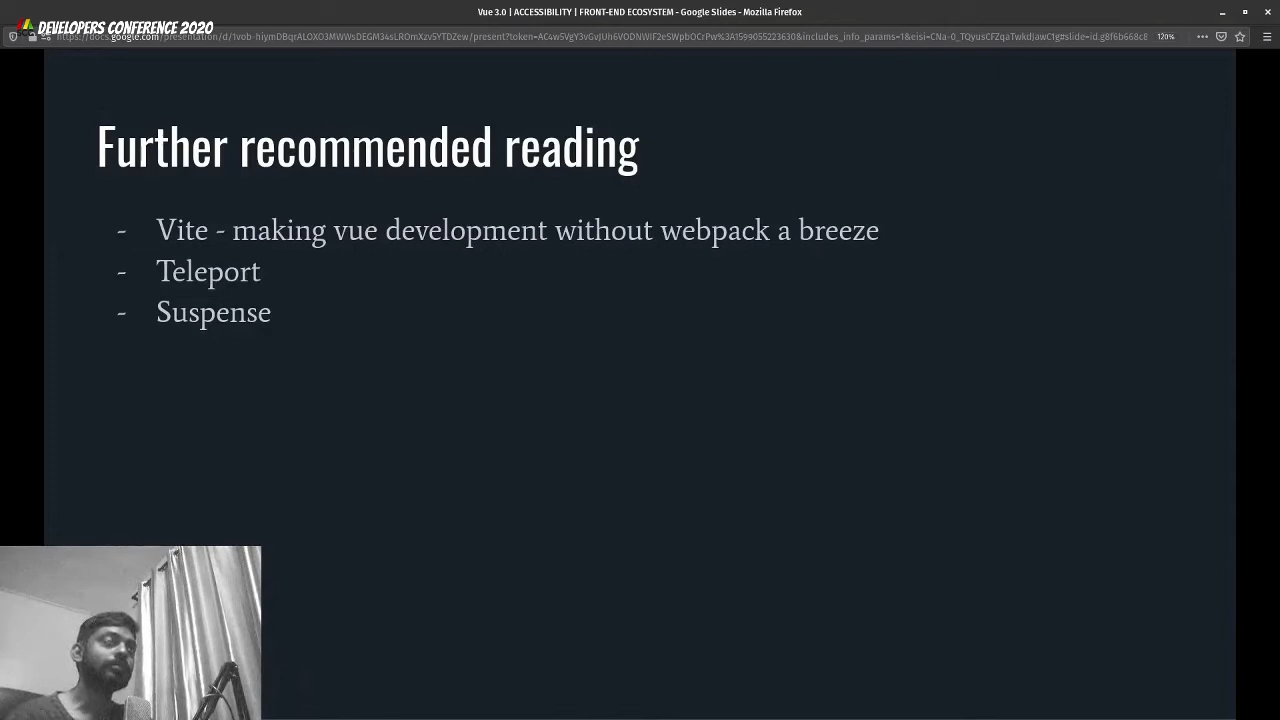 Vue 3.0 | ACCESSIBILITY | FRONT-END ECOSYSTEM - Google Slides - Mozilla Firefox
DEVELOPERS CONFERENCE 2020
120%
Further recommended reading
- Vite - making vue development without webpack a breeze
- Teleport
- Suspense